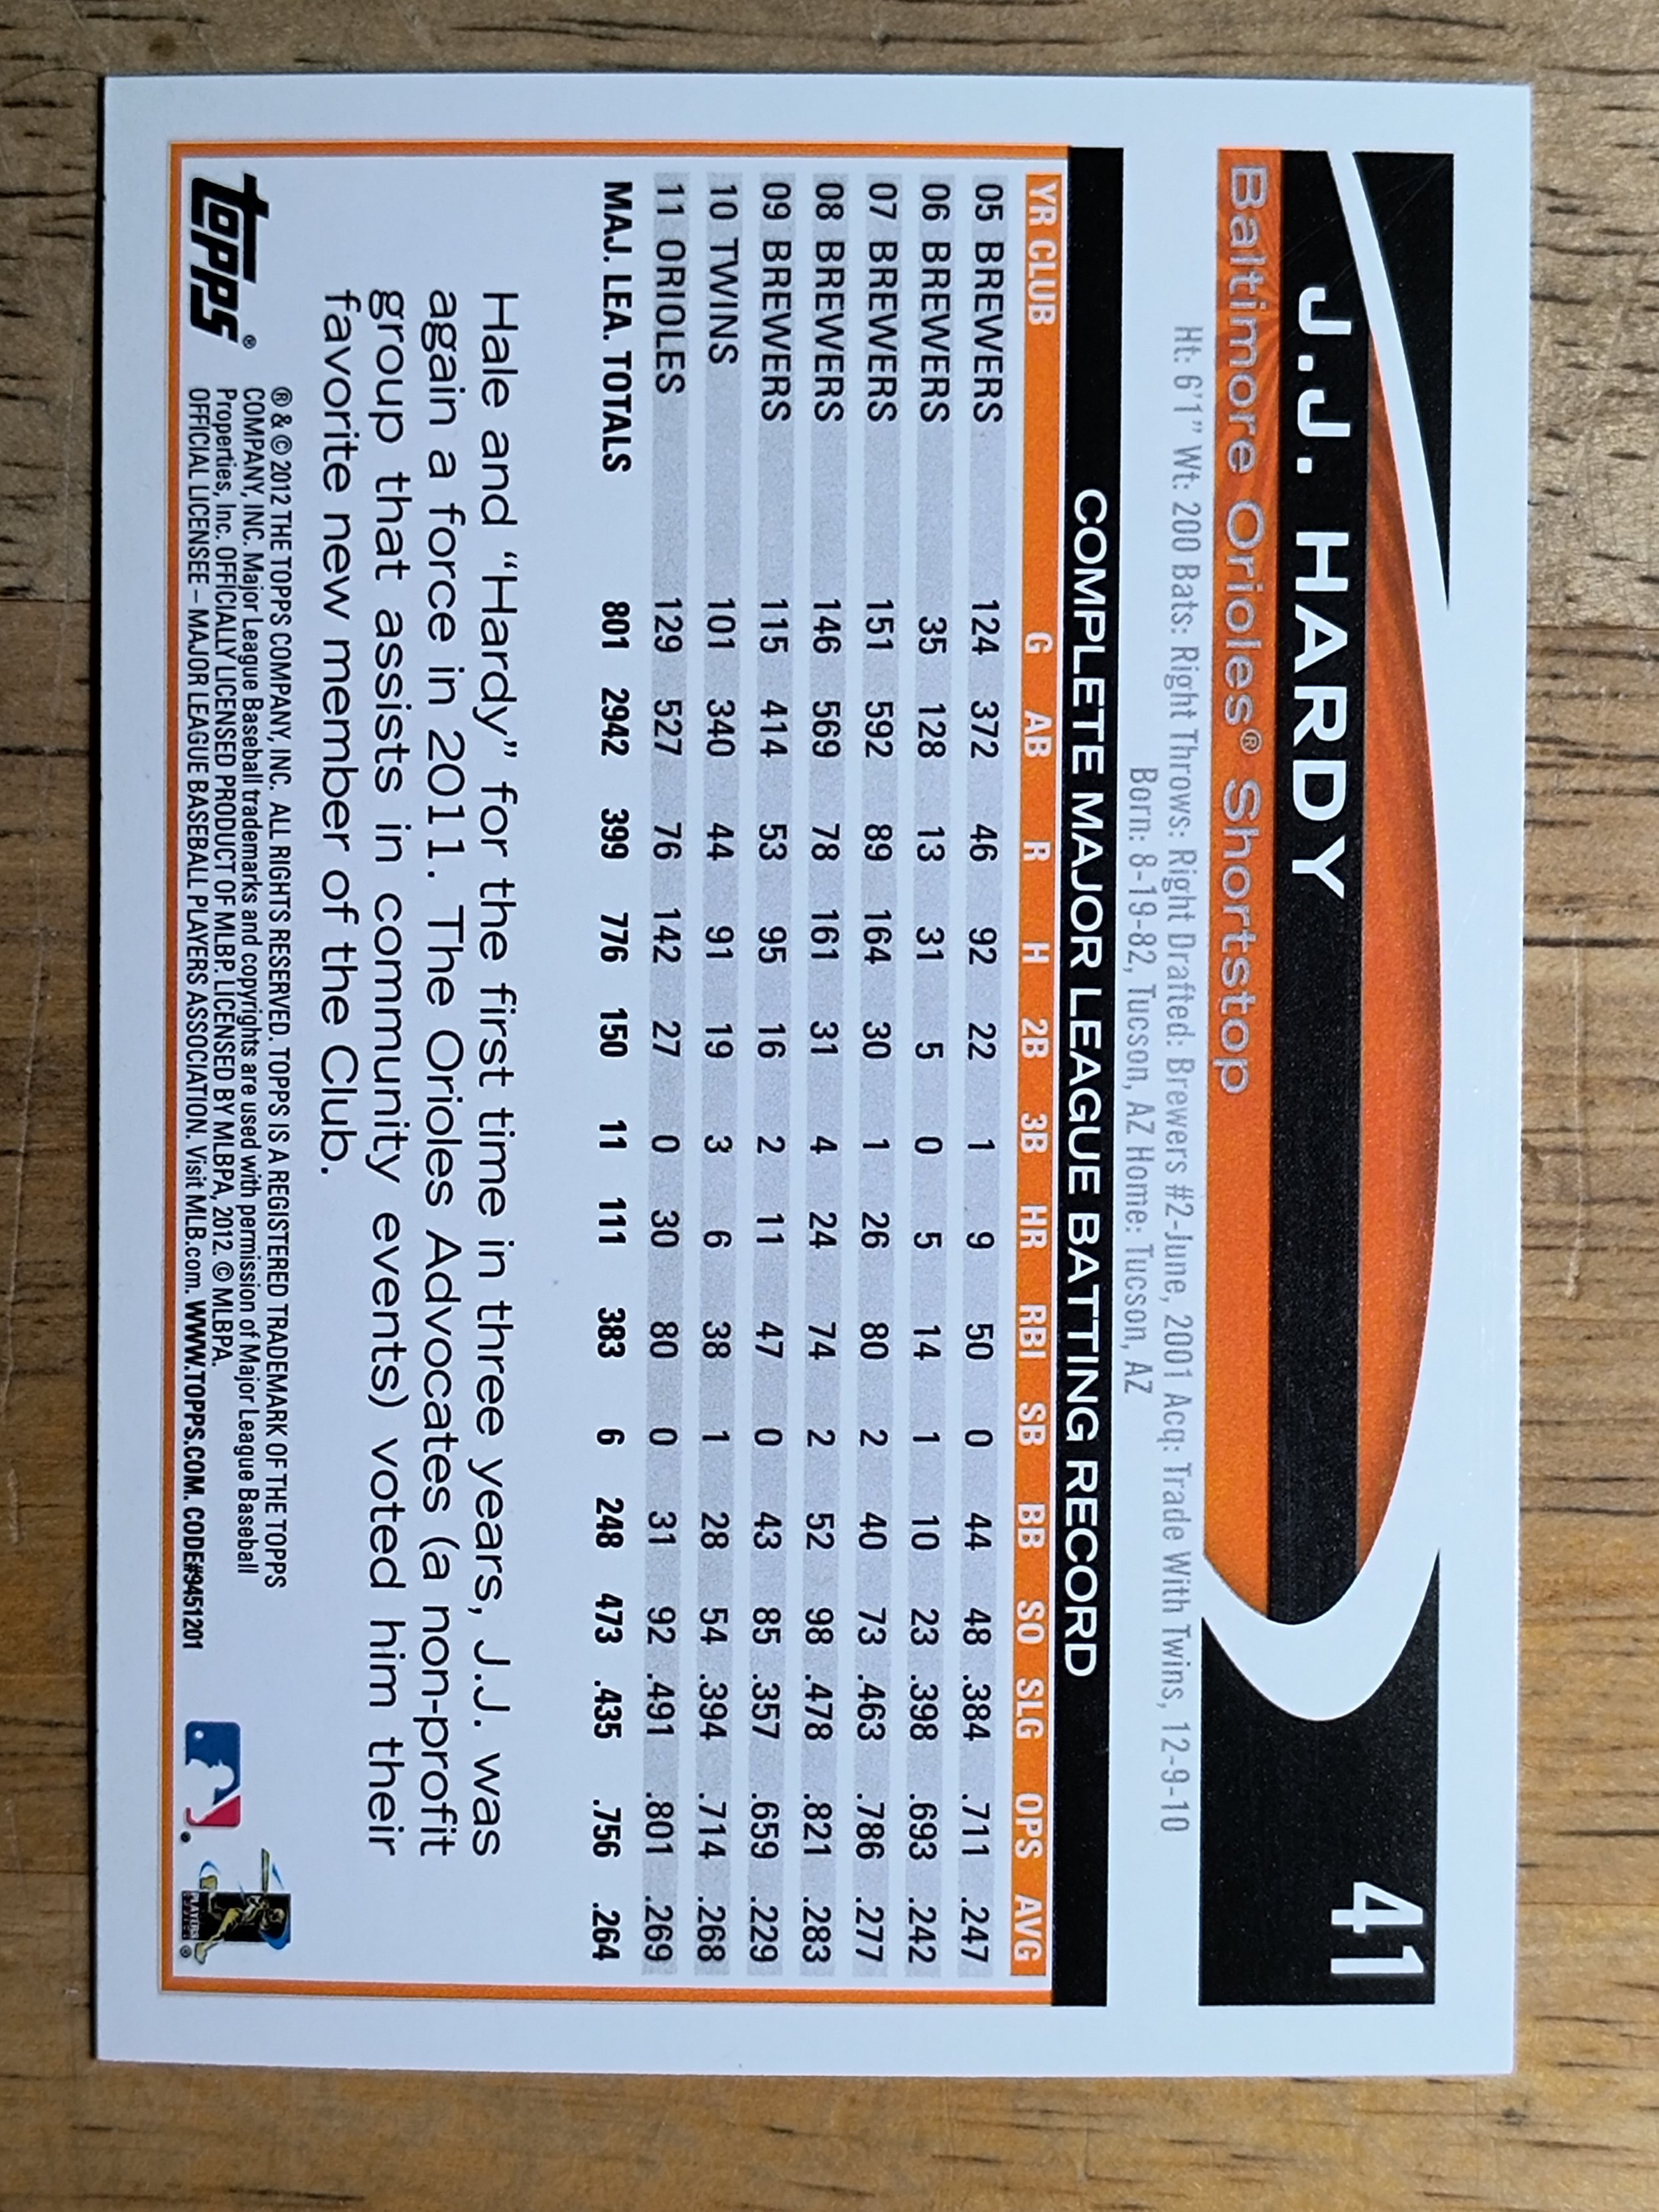 J.J. HARDY 41
Baltimore Orioles® Shortstop
Ht: 6'1" Wt: 200 Bats: Right Throws: Right Drafted: Brewers #2-June, 2001 Acq: Trade With Twins, 12-9-10
Born: 8-19-82, Tucson, AZ Home: Tucson, AZ
COMPLETE MAJOR LEAGUE BATTING RECORD
YR CLUB G AB R H 2B 3B HR RBI SB BB SO SLG OPS AVG
05 BREWERS 124 372 46 92 22 1 9 50 0 44 48 .384 .711 .247
06 BREWERS 35 128 13 31 5 0 5 14 1 10 23 .398 .693 .242
07 BREWERS 151 592 89 164 30 1 26 80 2 40 73 .463 .786 .277
08 BREWERS 146 569 78 161 31 4 24 74 2 52 98 .478 .821 .283
09 BREWERS 115 414 53 95 16 2 11 47 0 43 85 .357 .659 .229
10 TWINS 101 340 44 91 19 3 6 38 1 28 54 .394 .714 .268
11 ORIOLES 129 527 76 142 27 0 30 80 0 31 92 .491 .801 .269
MAJ. LEA. TOTALS 801 2942 399 776 150 11 111 383 6 248 473 .435 .756 .264
Hale and “Hardy” for the first time in three years, J.J. was
again a force in 2011. The Orioles Advocates (a non-profit
group that assists in community events) voted him their
favorite new member of the Club.
topps®
® & © 2012 THE TOPPS COMPANY, INC. ALL RIGHTS RESERVED. TOPPS IS A REGISTERED TRADEMARK OF THE TOPPS
COMPANY, INC. Major League Baseball trademarks and copyrights are used with permission of Major League Baseball
Properties, Inc. OFFICIALLY LICENSED PRODUCT OF MLBP. LICENSED BY MLBPA, 2012. © MLBPA.
OFFICIAL LICENSEE – MAJOR LEAGUE BASEBALL PLAYERS ASSOCIATION. Visit MLB.com. WWW.TOPPS.COM. CODE#9451201
PLAYERS